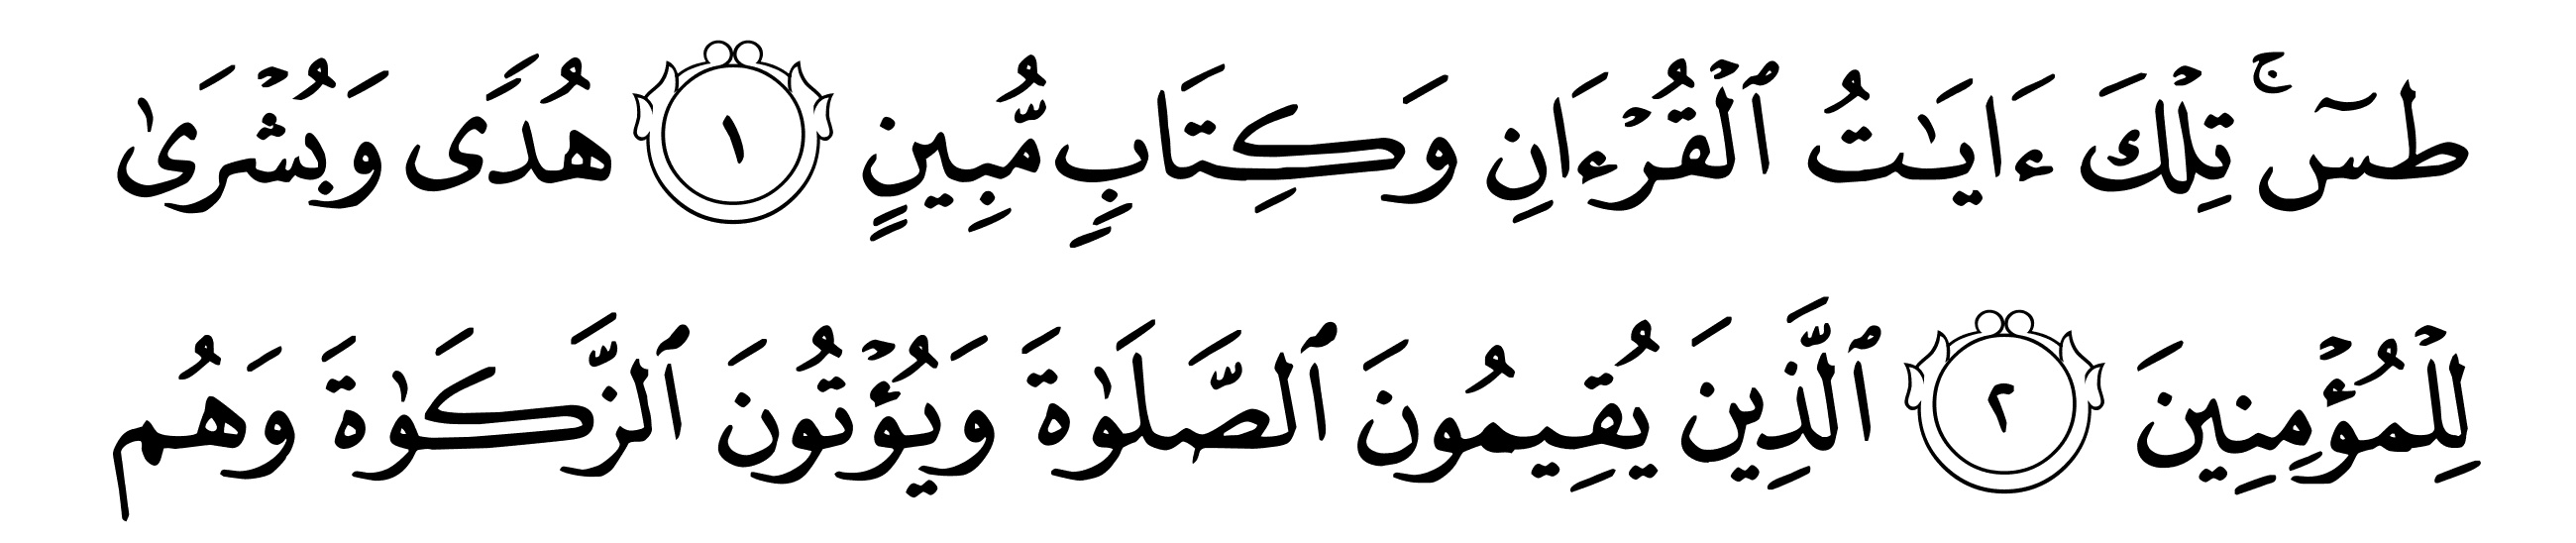 طسٓۚ تِلۡكَ ءَايَٰتُ ٱلۡقُرۡءَانِ وَكِتَابٖ مُّبِينٍ ١ هُدٗى وَبُشۡرَىٰ
لِلۡمُؤۡمِنِينَ ٢ ٱلَّذِينَ يُقِيمُونَ ٱلصَّلَوٰةَ وَيُؤۡتُونَ ٱلزَّكَوٰةَ وَهُم